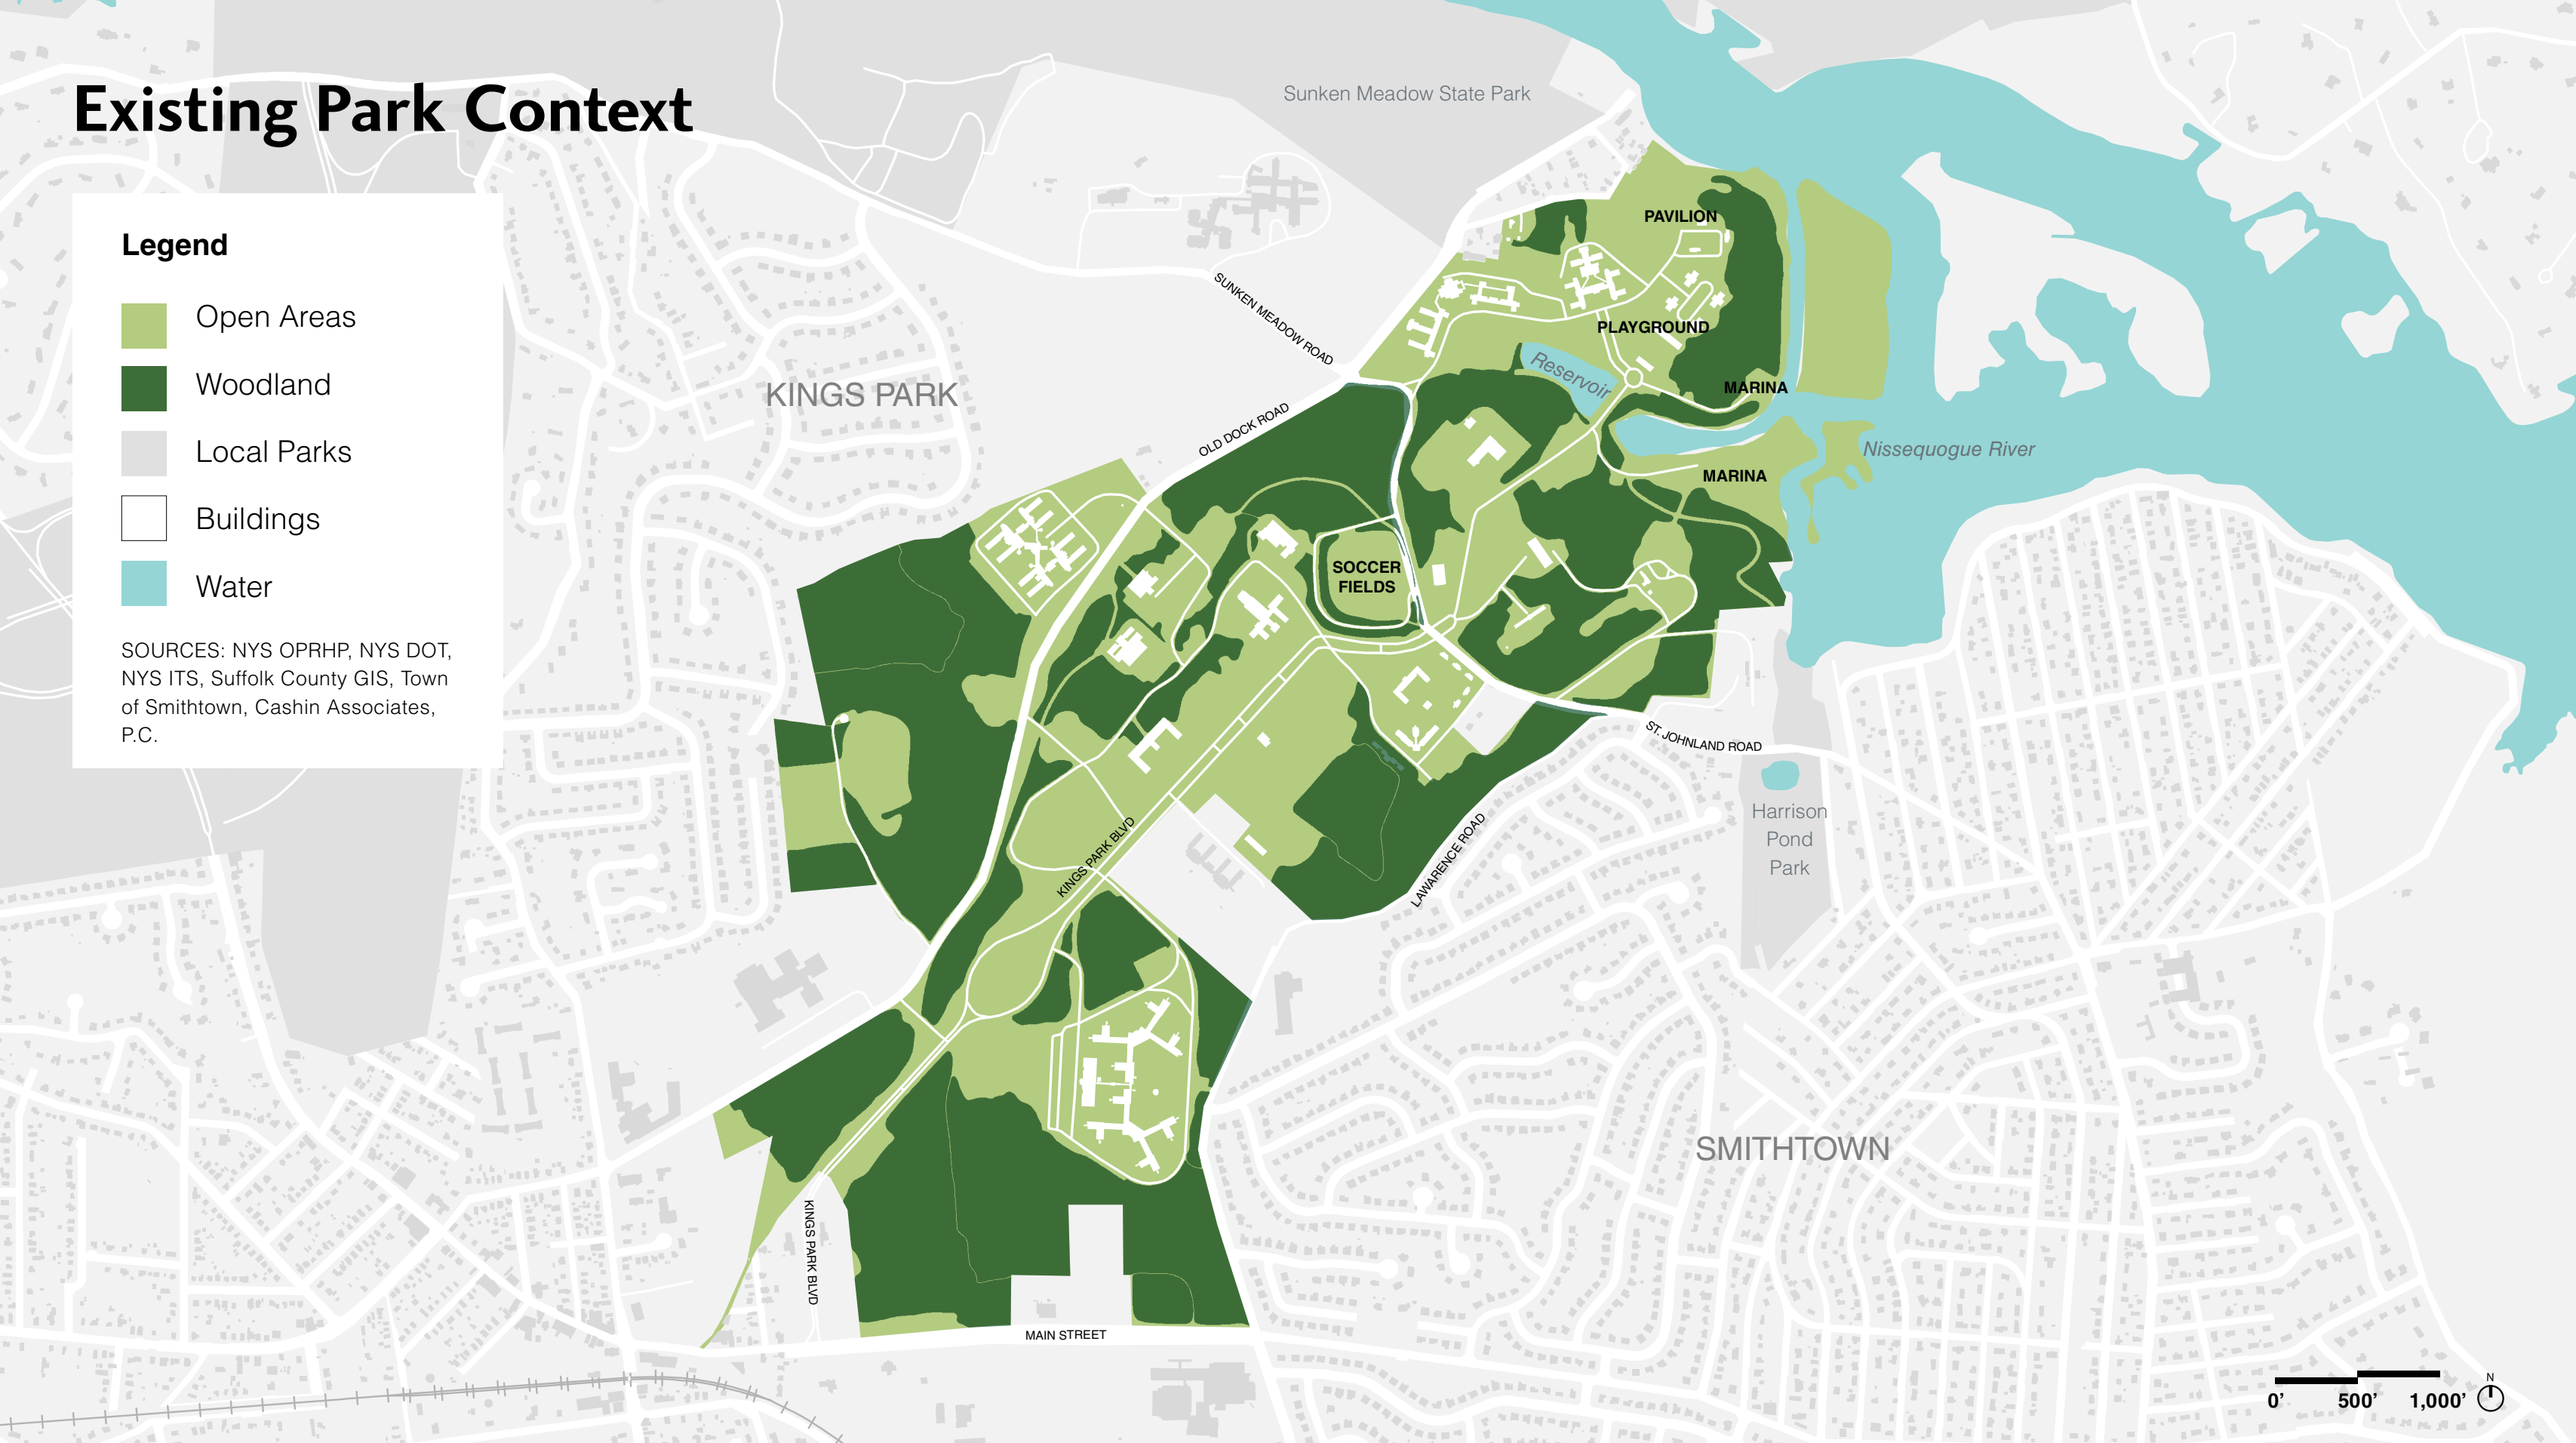 Existing Park Context
Legend
Open Areas
Woodland
Local Parks
Buildings
Water
SOURCES: NYS OPRHP, NYS DOT,
NYS ITS, Suffolk County GIS, Town
of Smithtown, Cashin Associates,
P.C.
Sunken Meadow State Park
PAVILION
SUNKEN MEADOW ROAD
PLAYGROUND
Reservoir
MARINA
KINGS PARK
OLD DOCK ROAD
Nissequogue River
MARINA
SOCCER
FIELDS
ST. JOHNLAND ROAD
Harrison
Pond
Park
KINGS PARK BLVD
LAWARENCE ROAD
SMITHTOWN
KINGS PARK BLVD
MAIN STREET
N
0' 500' 1,000'